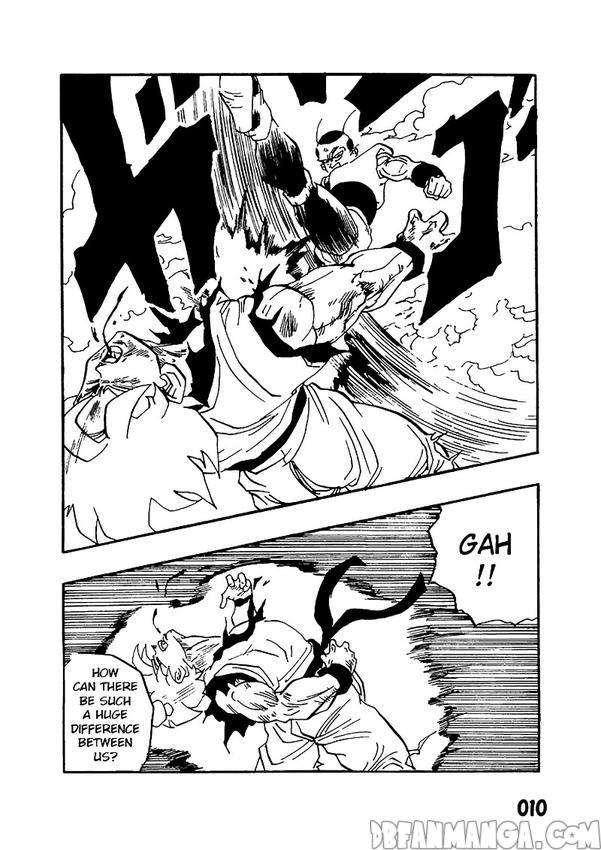 GAH
!!
HOW
CAN THERE
BE SUCH
A HUGE
DIFFERENCE
BETWEEN
US?
010
DBFANMANGA.COM